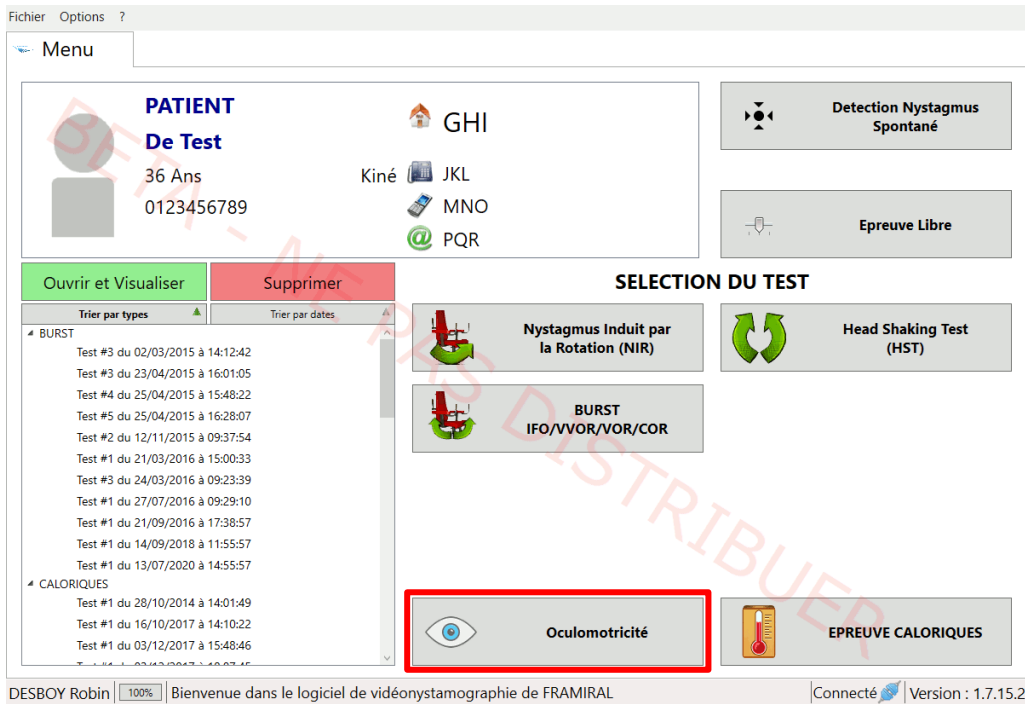 Fichier Options ?
Menu
PATIENT
De Test
36 Ans
0123456789
GHI
Kiné JKL
MNO
@ PQR
Detection Nystagmus
Spontané
Epreuve Libre
Ouvrir et Visualiser Supprimer
Trier par types Trier par dates
BURST
Test #3 du 02/03/2015 à 14:12:42
Test #3 du 23/04/2015 à 16:01:05
Test #4 du 25/04/2015 à 15:48:22
Test #5 du 25/04/2015 à 16:28:07
Test #2 du 12/11/2015 à 09:37:54
Test #1 du 21/03/2016 à 15:00:33
Test #3 du 24/03/2016 à 09:23:39
Test #1 du 27/07/2016 à 09:29:10
Test #1 du 21/09/2016 à 17:38:57
Test #1 du 14/09/2018 à 11:55:57
Test #1 du 13/07/2020 à 14:55:57
CALORIQUES
Test #1 du 28/10/2014 à 14:01:49
Test #1 du 16/10/2017 à 14:10:22
Test #1 du 03/12/2017 à 15:48:46
SELECTION DU TEST
Nystagmus Induit par
la Rotation (NIR)
Head Shaking Test
(HST)
BURST
IFO/VVOR/VOR/COR
Oculomotricité
EPREUVE CALORIQUES
BETA - NE PAS DISTRIBUER
DESBOY Robin 100% Bienvenue dans le logiciel de vidéonystamographie de FRAMIRAL Connecté Version : 1.7.15.2